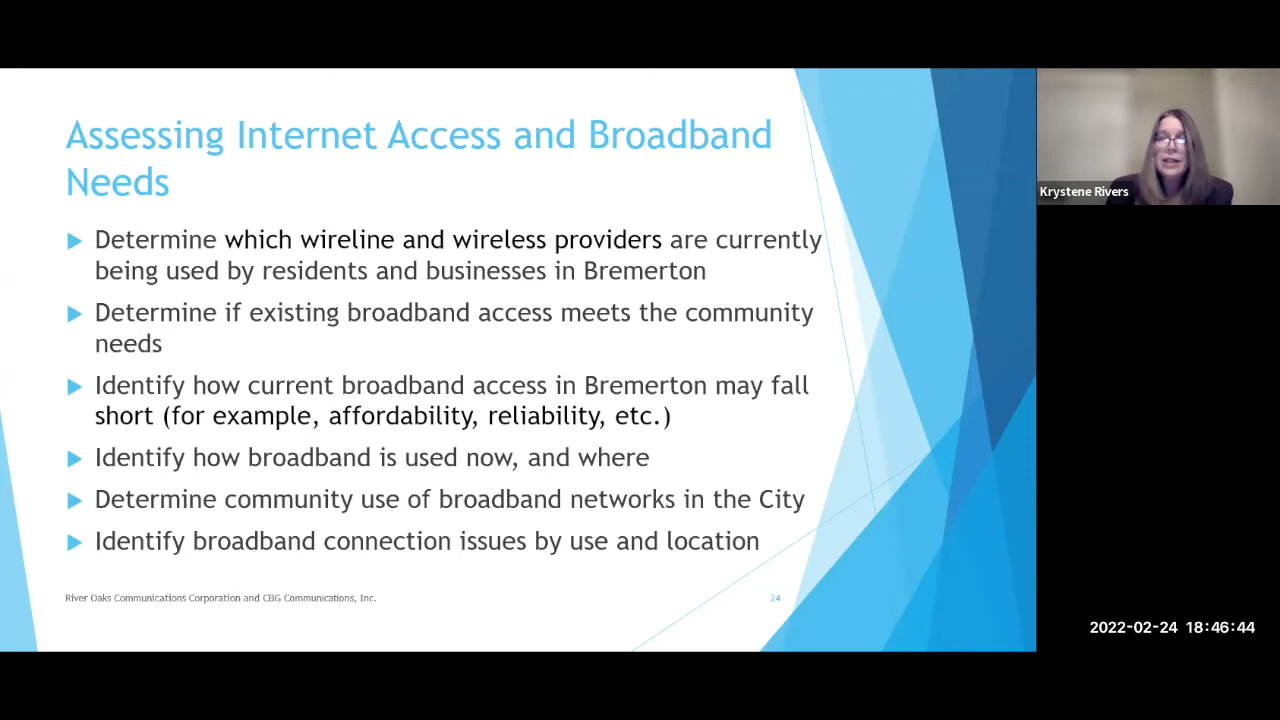 Assessing Internet Access and Broadband
Needs
Determine which wireline and wireless providers are currently
being used by residents and businesses in Bremerton
Determine if existing broadband access meets the community
needs
Identify how current broadband access in Bremerton may fall
short (for example, affordability, reliability, etc.)
Identify how broadband is used now, and where
Determine community use of broadband networks in the City
Identify broadband connection issues by use and location
River Oaks Communications Corporation and CBG Communications, Inc.
24
Krystene Rivers
2022-02-24 18:46:44